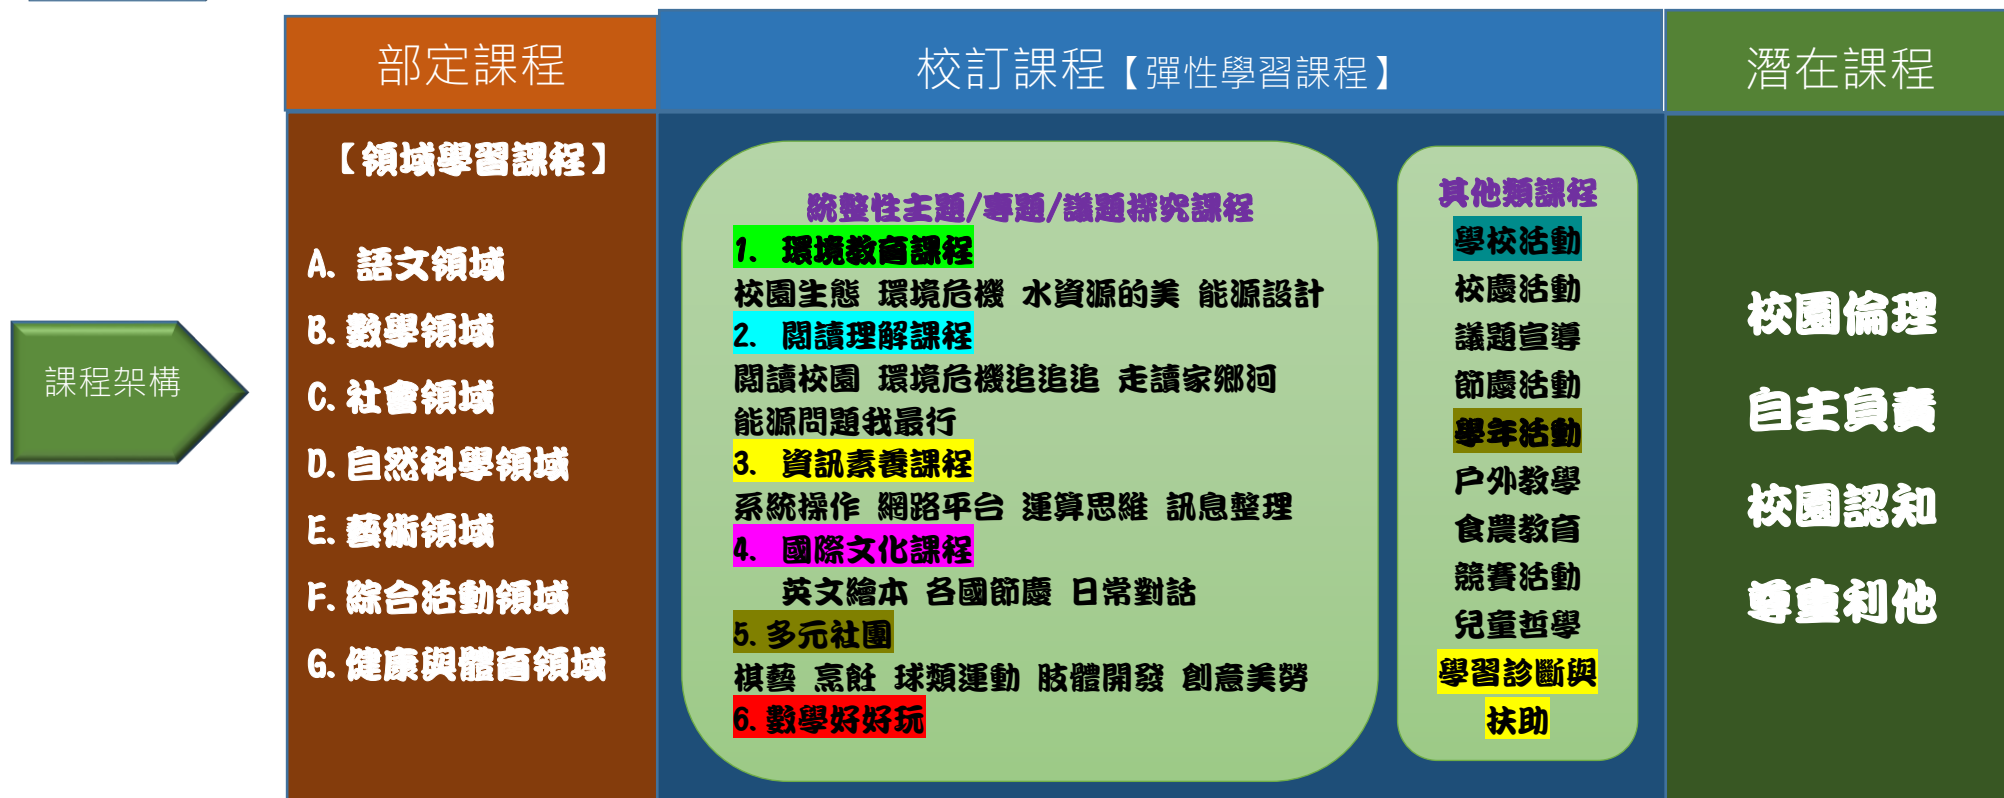 課程架構
部定課程
【領域學習課程】
A. 語文領域
B. 數學領域
C. 社會領域
D. 自然科學領域
E. 藝術領域
F. 綜合活動領域
G. 健康與體育領域
校訂課程【彈性學習課程】
統整性主題/專題/議題探究課程
1. 環境教育課程
校園生態 環境危機 水資源的美 能源設計
2. 閱讀理解課程
閱讀校園 環境危機追追追 走讀家鄉河
能源問題我最行
3. 資訊素養課程
系統操作 網路平台 運算思維 訊息整理
4. 國際文化課程
英文繪本 各國節慶 日常對話
5. 多元社團
棋藝 烹飪 球類運動 肢體開發 創意美勞
6. 數學好好玩
其他類課程
學校活動
校慶活動
議題宣導
節慶活動
學年活動
戶外教學
食農教育
競賽活動
兒童哲學
學習診斷與
扶助
潛在課程
校園倫理
自主負責
校園認知
尊重利他